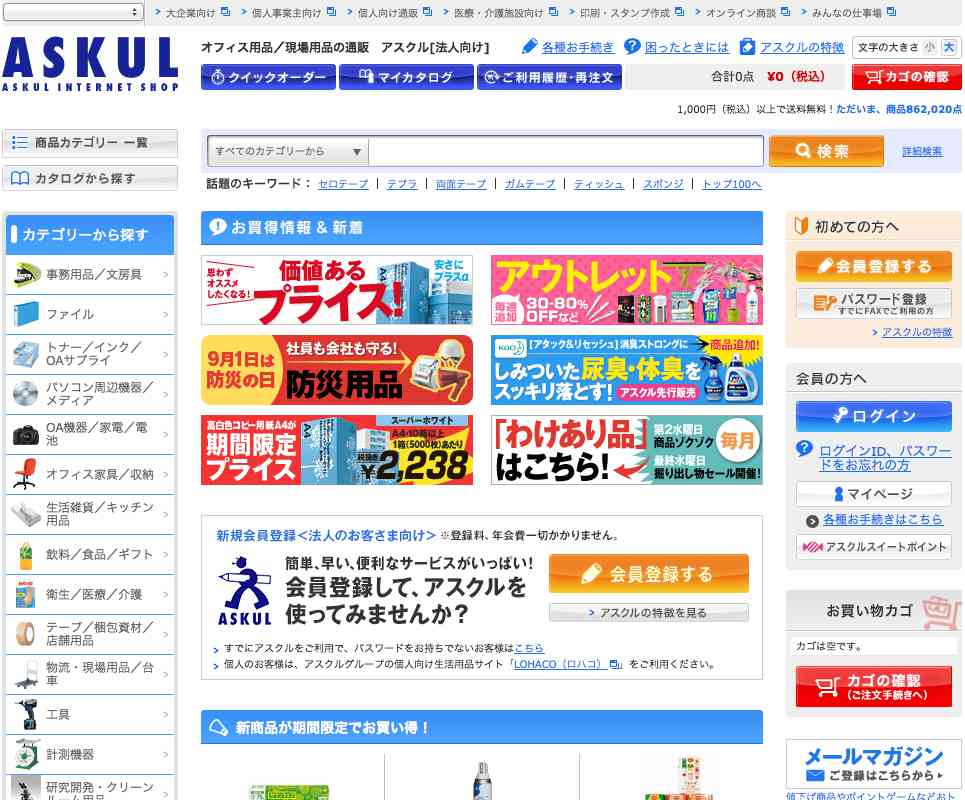 大企業向け
個人事業主向け
個人向け通販
医療・介護施設向け
印刷・スタンプ作成
オンライン商談
みんなの仕事場
ASKUL
ASKUL INTERNET SHOP
オフィス用品／現場用品の通販 アスクル[法人向け]
各種お手続き
困ったときには
アスクルの特徴
文字の大きさ 小 大
クイックオーダー
マイカタログ
ご利用履歴・再注文
合計0点 ¥0（税込）
カゴの確認
1,000円（税込）以上で送料無料！ただいま、商品862,020点
商品カテゴリー 一覧
カタログから探す
すべてのカテゴリーから
検索
詳細検索
話題のキーワード：
セロテープ | テプラ | 両面テープ | ガムテープ | ティッシュ | スポンジ | トップ100へ
カテゴリーから探す
事務用品／文房具
ファイル
トナー／インク／
OAサプライ
パソコン周辺機器／
メディア
OA機器／家電／電
池
オフィス家具／収納
生活雑貨／キッチン
用品
飲料／食品／ギフト
衛生／医療／介護
テープ／梱包資材／
店舗用品
物流・現場用品／台
車
工具
計測機器
研究開発・クリーン
ルーム用品
お買得情報 & 新着
思わず
オススメ
したくなる!
価値ある
プライス!
安さに
プラスα
A4
アウトレット
毎週
追加
30-80%
OFFなど
9月1日は
防災の日
社員も会社も守る!
防災用品
KAO
[アタック&リセッシュ]消臭ストロングに
商品追加!
しみついた尿臭・体臭を
スッキリ落とす!
アスクル先行販売
高白色コピー用紙A4が
期間限定
プライス
スーパーホワイト
A4・10箱以上
1箱(5000枚)あたり
税抜き
¥2,238
「わけあり品」
はこちら!
第2水曜日
商品ゾクゾク
毎月
最終水曜日
掘り出し物セール開催!
新規会員登録＜法人のお客さま向け＞ ※登録料、年会費一切かかりません。
ASKUL
簡単、早い、便利なサービスがいっぱい!
会員登録して、アスクルを
使ってみませんか？
会員登録する
アスクルの特徴を見る
すでにアスクルをご利用で、パスワードをお持ちでないお客様はこちら
個人のお客様は、アスクルグループの個人向け生活用品サイト「LOHACO（ロハコ）」をご利用ください。
新商品が期間限定でお買い得！
初めての方へ
会員登録する
パスワード登録
すでにFAXでご利用の方
アスクルの特徴
会員の方へ
ログイン
ログインID、パスワー
ドをお忘れの方
マイページ
各種お手続きはこちら
アスクルスイートポイント
お買い物カゴ
カゴは空です。
カゴの確認
（ご注文手続きへ）
メールマガジン
ご登録はこちらから
値下げ商品やポイントゲームなどおト